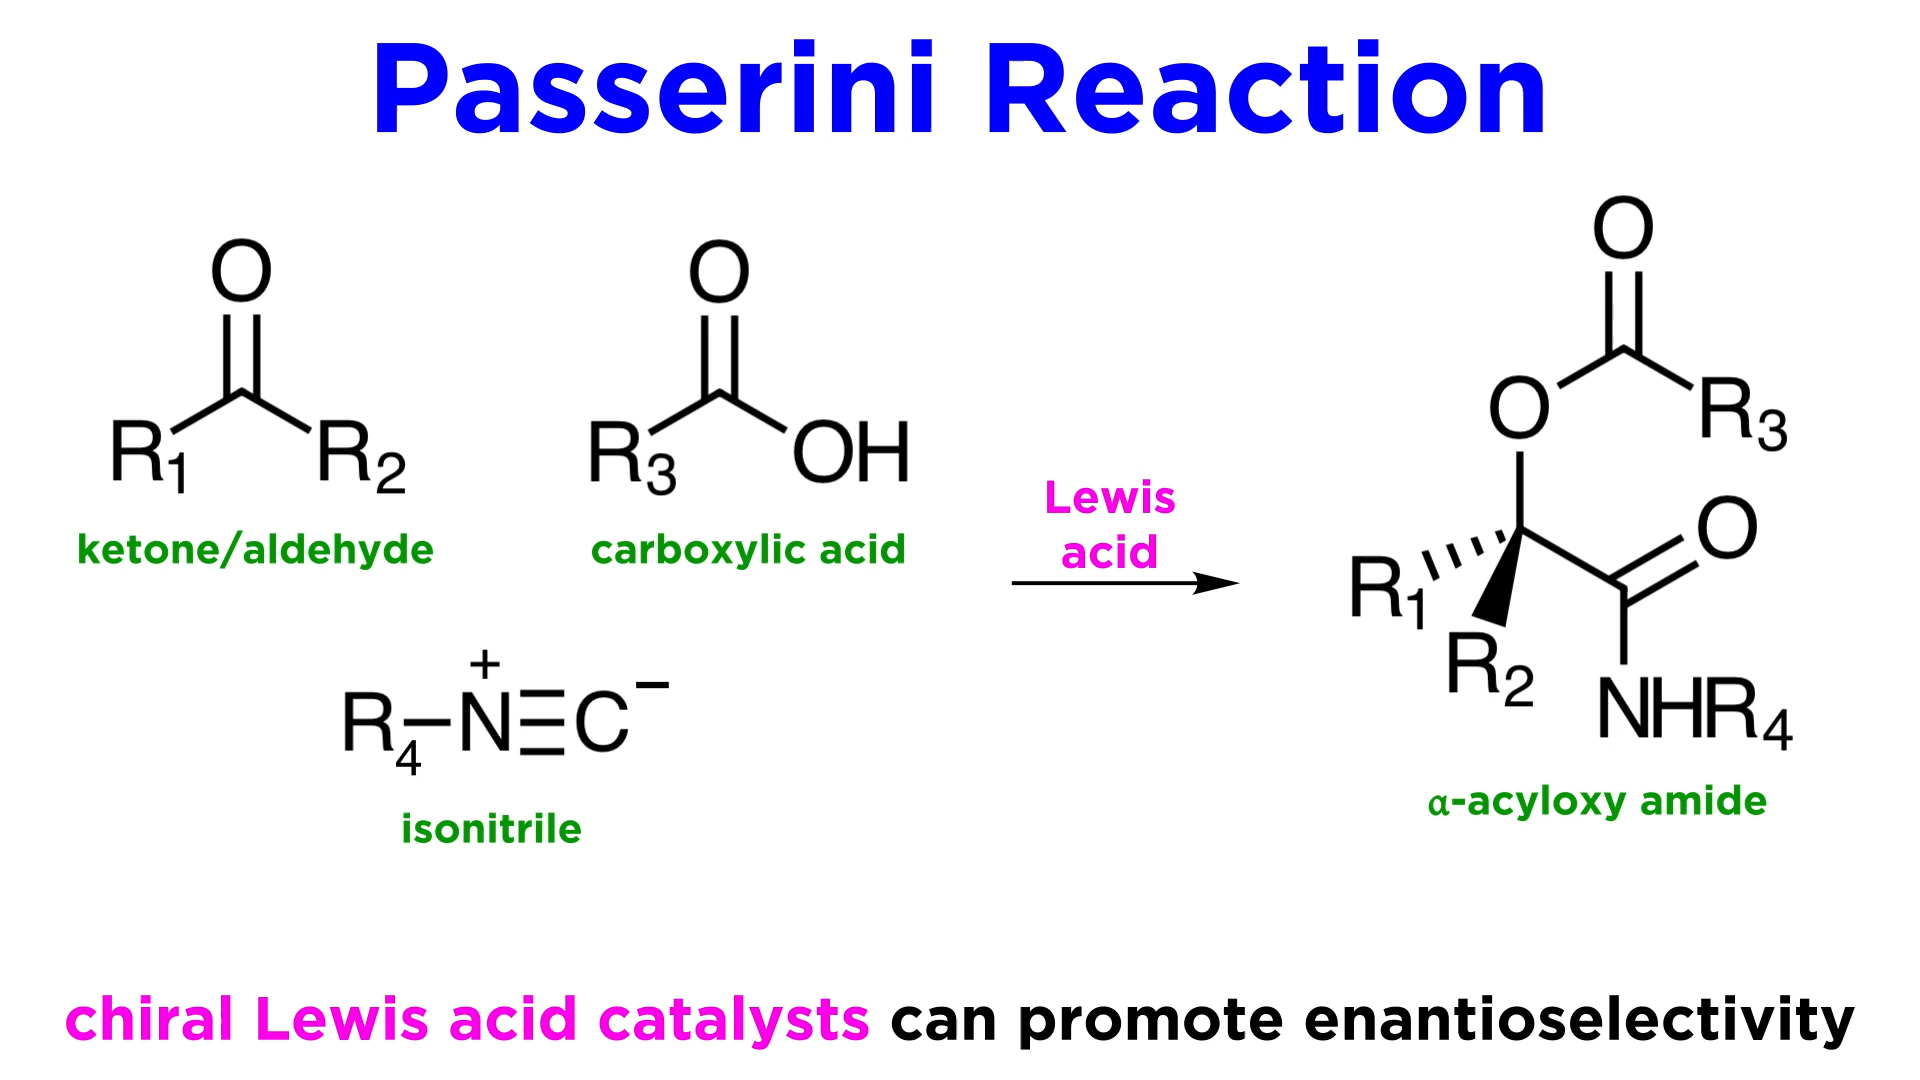 Passerini Reaction
O
R1 R2
ketone/aldehyde
O
R3 OH
carboxylic acid
+ −
R4–N≡C
isonitrile
Lewis
acid
O
O R3
O
R1
R2
NHR4
α-acyloxy amide
chiral Lewis acid catalysts can promote enantioselectivity